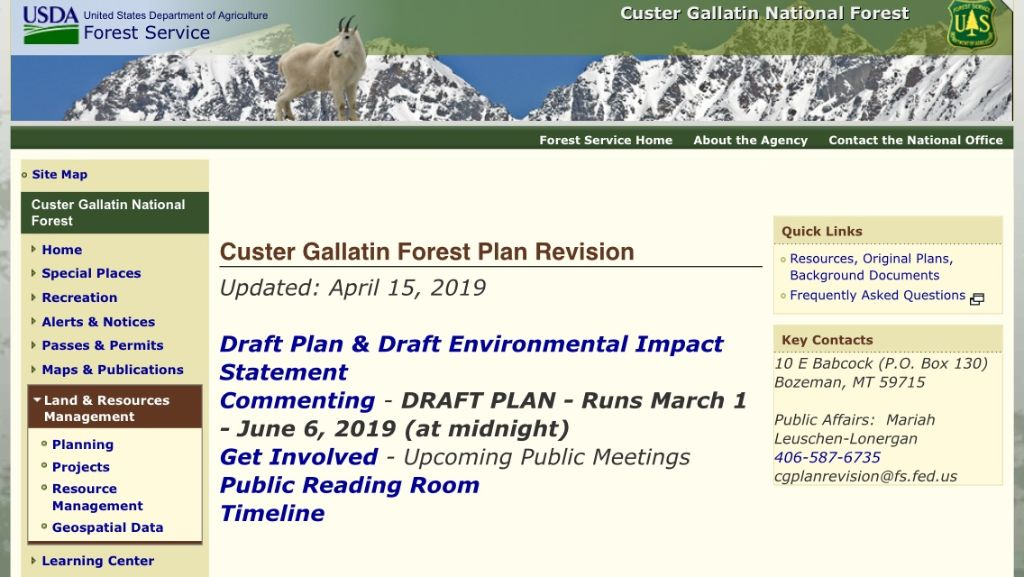 USDA
United States Department of Agriculture
Forest Service
Custer Gallatin National Forest
FOREST SERVICE
UAS
Forest Service Home
About the Agency
Contact the National Office
Site Map
Custer Gallatin National
Forest
Home
Special Places
Recreation
Alerts & Notices
Passes & Permits
Maps & Publications
Land & Resources
Management
Planning
Projects
Resource
Management
Geospatial Data
Learning Center
Custer Gallatin Forest Plan Revision
Updated: April 15, 2019
Draft Plan & Draft Environmental Impact
Statement
Commenting - DRAFT PLAN - Runs March 1
- June 6, 2019 (at midnight)
Get Involved - Upcoming Public Meetings
Public Reading Room
Timeline
Quick Links
Resources, Original Plans,
Background Documents
Frequently Asked Questions
Key Contacts
10 E Babcock (P.O. Box 130)
Bozeman, MT 59715
Public Affairs: Mariah
Leuschen-Lonergan
406-587-6735
cgplanrevision@fs.fed.us